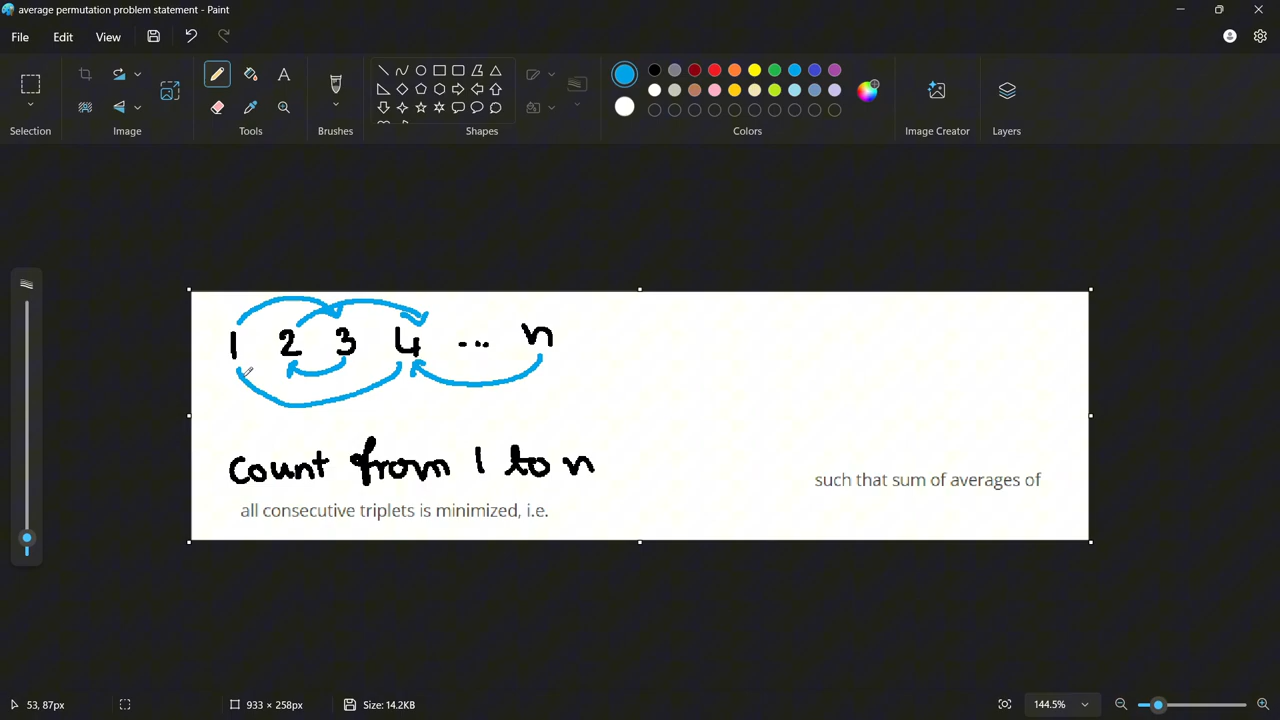 average permutation problem statement - Paint
File Edit View
Selection Image Tools Brushes Shapes Colors Image Creator Layers
1 2 3 4 ... n
Count from 1 to n
such that sum of averages of
all consecutive triplets is minimized, i.e.
53, 87px 933 × 258px Size: 14.2KB 144.5%